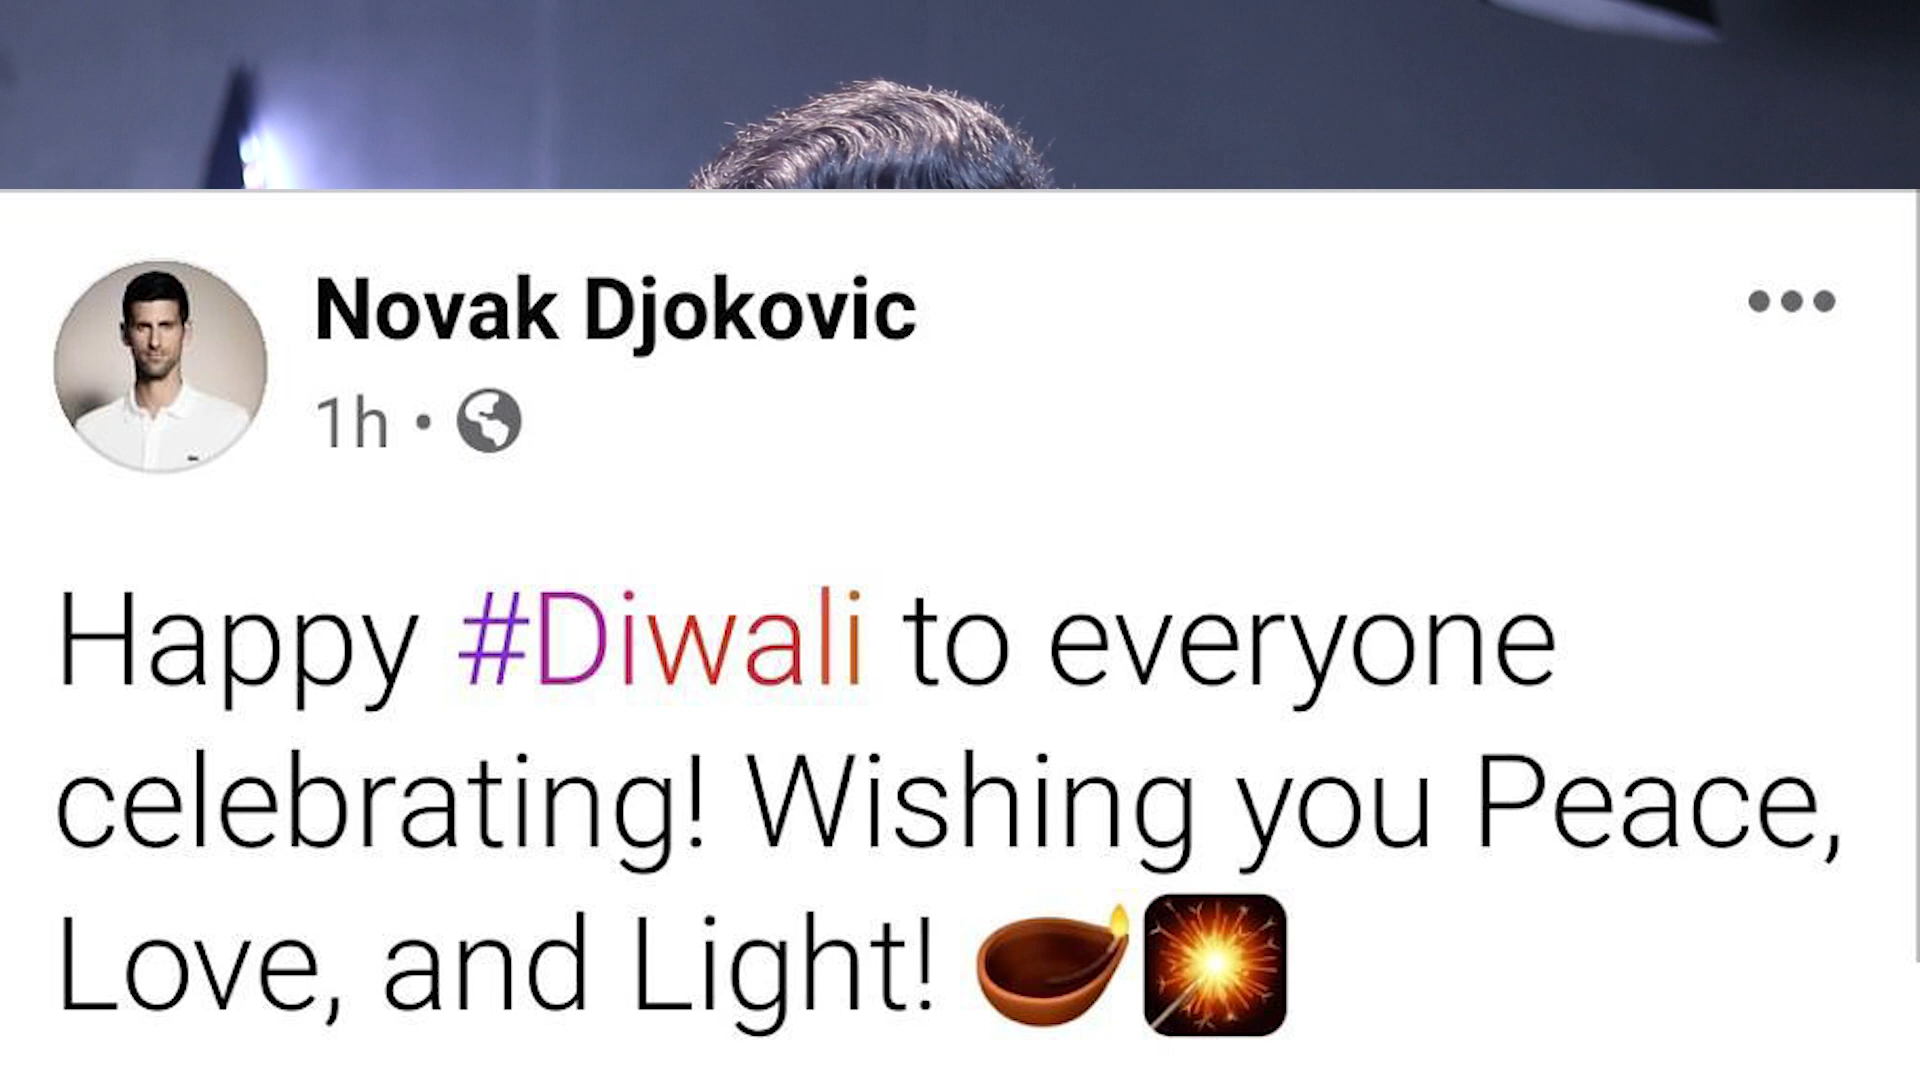 Novak Djokovic
1h •
Happy #Diwali to everyone
celebrating! Wishing you Peace,
Love, and Light! 🪔🎇